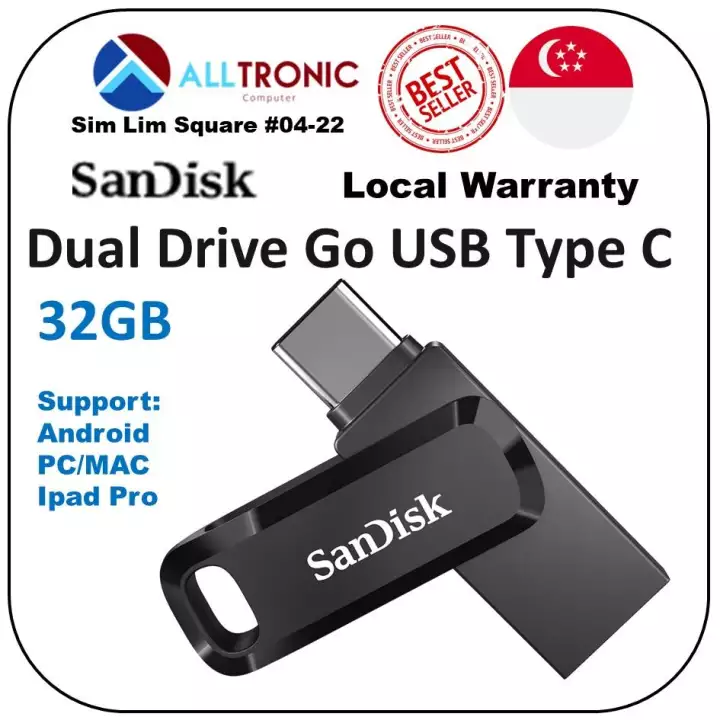 ALLTRONIC
Computer
Sim Lim Square #04-22
BEST
SELLER
SanDisk
Local Warranty
Dual Drive Go USB Type C
32GB
Support:
Android
PC/MAC
Ipad Pro
SanDisk